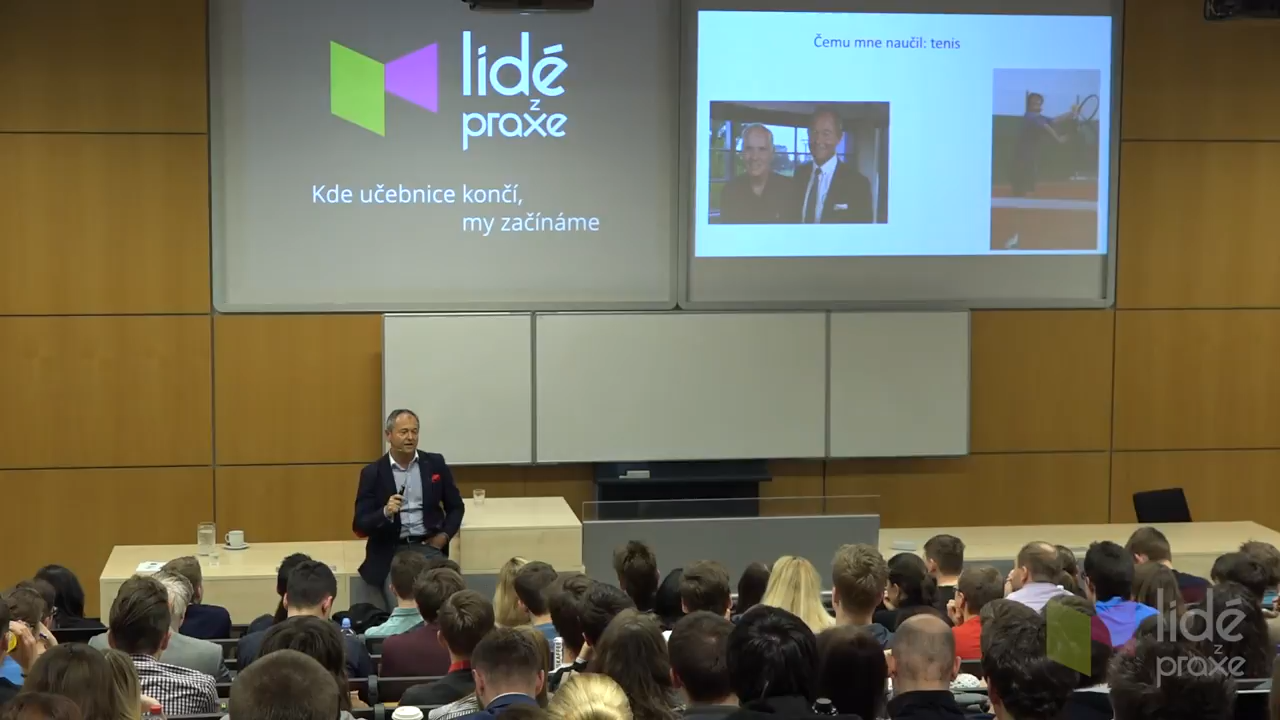 lidé
z
praxe
Kde učebnice končí,
my začínáme
Čemu mne naučil: tenis
lidé
z
praxe